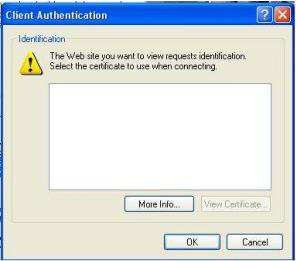 Client Authentication
Identification
The Web site you want to view requests identification.
Select the certificate to use when connecting.
More Info...
View Certificate...
OK
Cancel